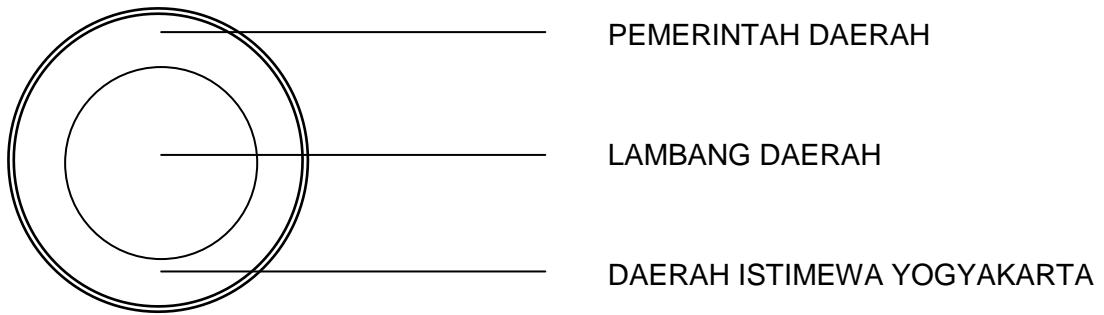 PEMERINTAH DAERAH
LAMBANG DAERAH
DAERAH ISTIMEWA YOGYAKARTA